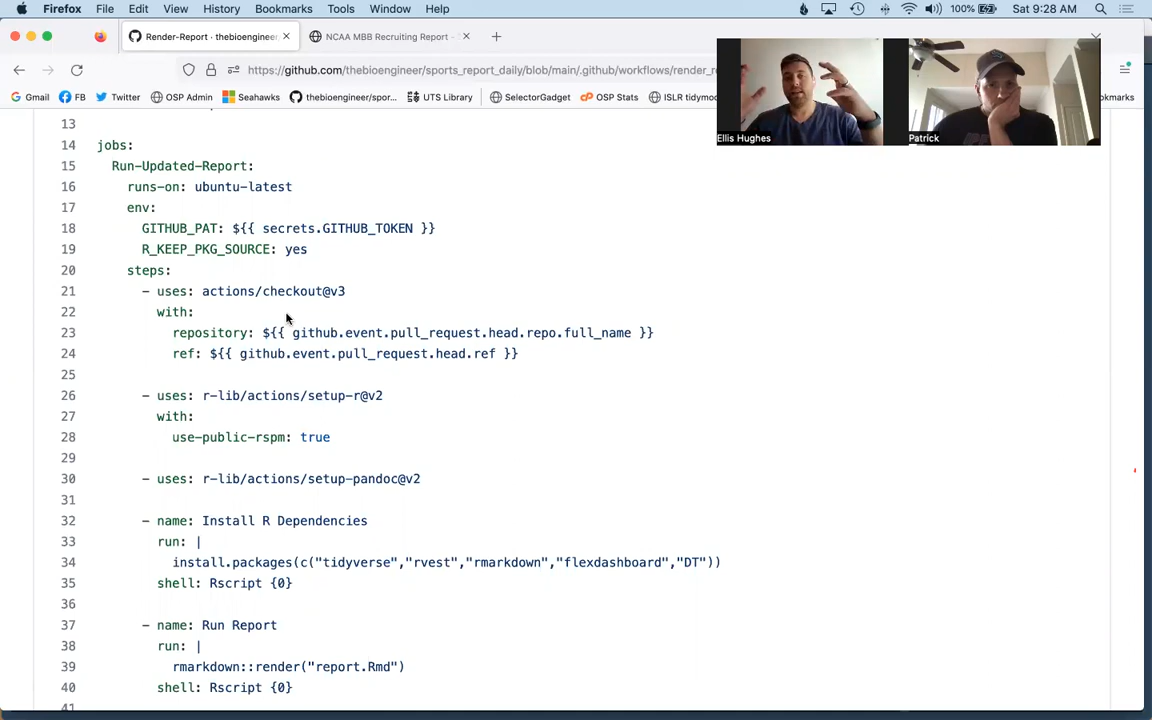 Firefox File Edit View History Bookmarks Tools Window Help 100% Sat 9:28 AM
Render-Report · thebioengineer × NCAA MBB Recruiting Report - × +
https://github.com/thebioengineer/sports_report_daily/blob/main/.github/workflows/render_r
Gmail FB Twitter OSP Admin Seahawks thebioengineer/spor... UTS Library SelectorGadget OSP Stats ISLR tidymo
Ellis Hughes
Patrick
13
14 jobs:
15 Run-Updated-Report:
16 runs-on: ubuntu-latest
17 env:
18 GITHUB_PAT: ${{ secrets.GITHUB_TOKEN }}
19 R_KEEP_PKG_SOURCE: yes
20 steps:
21 - uses: actions/checkout@v3
22 with:
23 repository: ${{ github.event.pull_request.head.repo.full_name }}
24 ref: ${{ github.event.pull_request.head.ref }}
25
26 - uses: r-lib/actions/setup-r@v2
27 with:
28 use-public-rspm: true
29
30 - uses: r-lib/actions/setup-pandoc@v2
31
32 - name: Install R Dependencies
33 run: |
34 install.packages(c("tidyverse","rvest","rmarkdown","flexdashboard","DT"))
35 shell: Rscript {0}
36
37 - name: Run Report
38 run: |
39 rmarkdown::render("report.Rmd")
40 shell: Rscript {0}
41